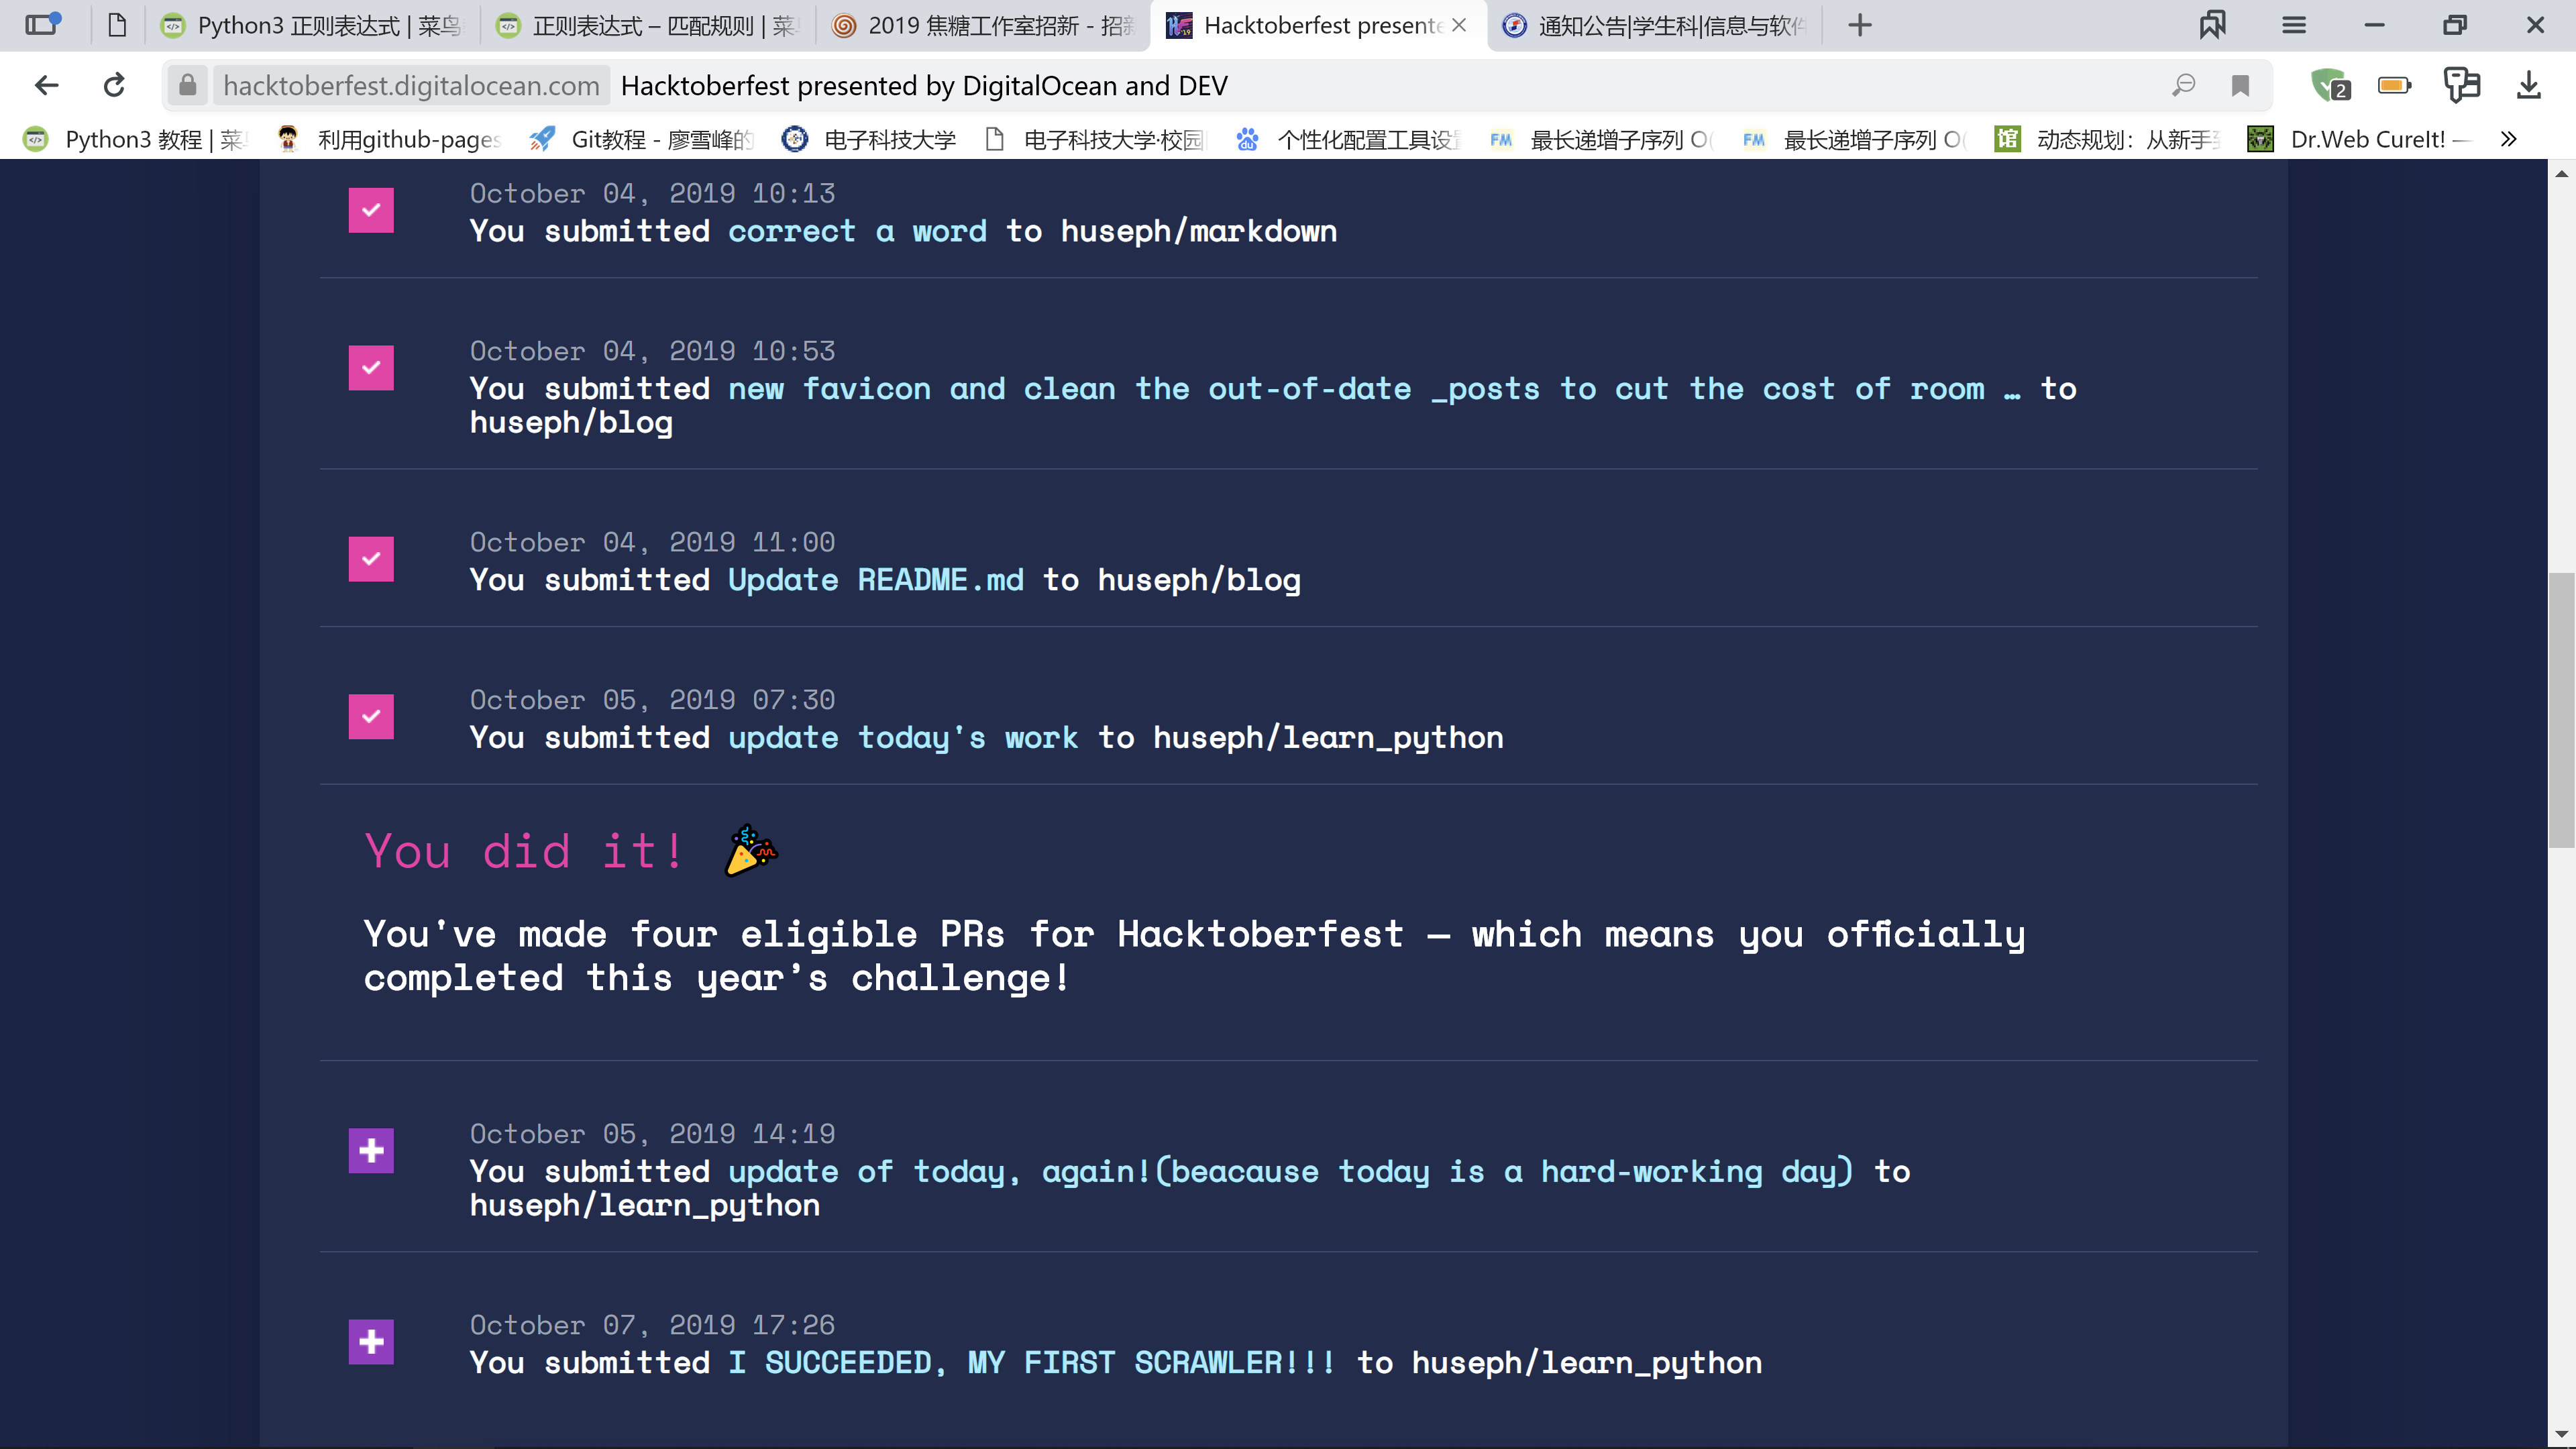 Python3 正则表达式 | 菜鸟
正则表达式 – 匹配规则 | 菜
2019 焦糖工作室招新 - 招新
Hacktoberfest presente
通知公告|学生科|信息与软件
hacktoberfest.digitalocean.com Hacktoberfest presented by DigitalOcean and DEV
2
Python3 教程 | 菜
利用github-pages
Git教程 - 廖雪峰的
电子科技大学
电子科技大学·校园
个性化配置工具设置
最长递增子序列 O(
最长递增子序列 O(
动态规划：从新手到
Dr.Web CureIt! —
October 04, 2019 10:13
You submitted correct a word to huseph/markdown
October 04, 2019 10:53
You submitted new favicon and clean the out-of-date _posts to cut the cost of room … to
huseph/blog
October 04, 2019 11:00
You submitted Update README.md to huseph/blog
October 05, 2019 07:30
You submitted update today's work to huseph/learn_python
You did it! 🎉
You've made four eligible PRs for Hacktoberfest — which means you officially
completed this year’s challenge!
October 05, 2019 14:19
You submitted update of today, again!(beacause today is a hard-working day) to
huseph/learn_python
October 07, 2019 17:26
You submitted I SUCCEEDED, MY FIRST SCRAWLER!!! to huseph/learn_python